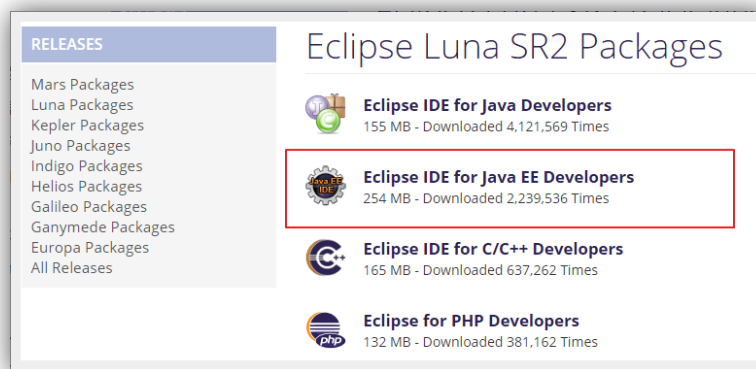 RELEASES
Mars Packages
Luna Packages
Kepler Packages
Juno Packages
Indigo Packages
Helios Packages
Galileo Packages
Ganymede Packages
Europa Packages
All Releases
Eclipse Luna SR2 Packages
Eclipse IDE for Java Developers
155 MB - Downloaded 4,121,569 Times
Java EE
IDE
Eclipse IDE for Java EE Developers
254 MB - Downloaded 2,239,536 Times
C++
Eclipse IDE for C/C++ Developers
165 MB - Downloaded 637,262 Times
php
Eclipse for PHP Developers
132 MB - Downloaded 381,162 Times